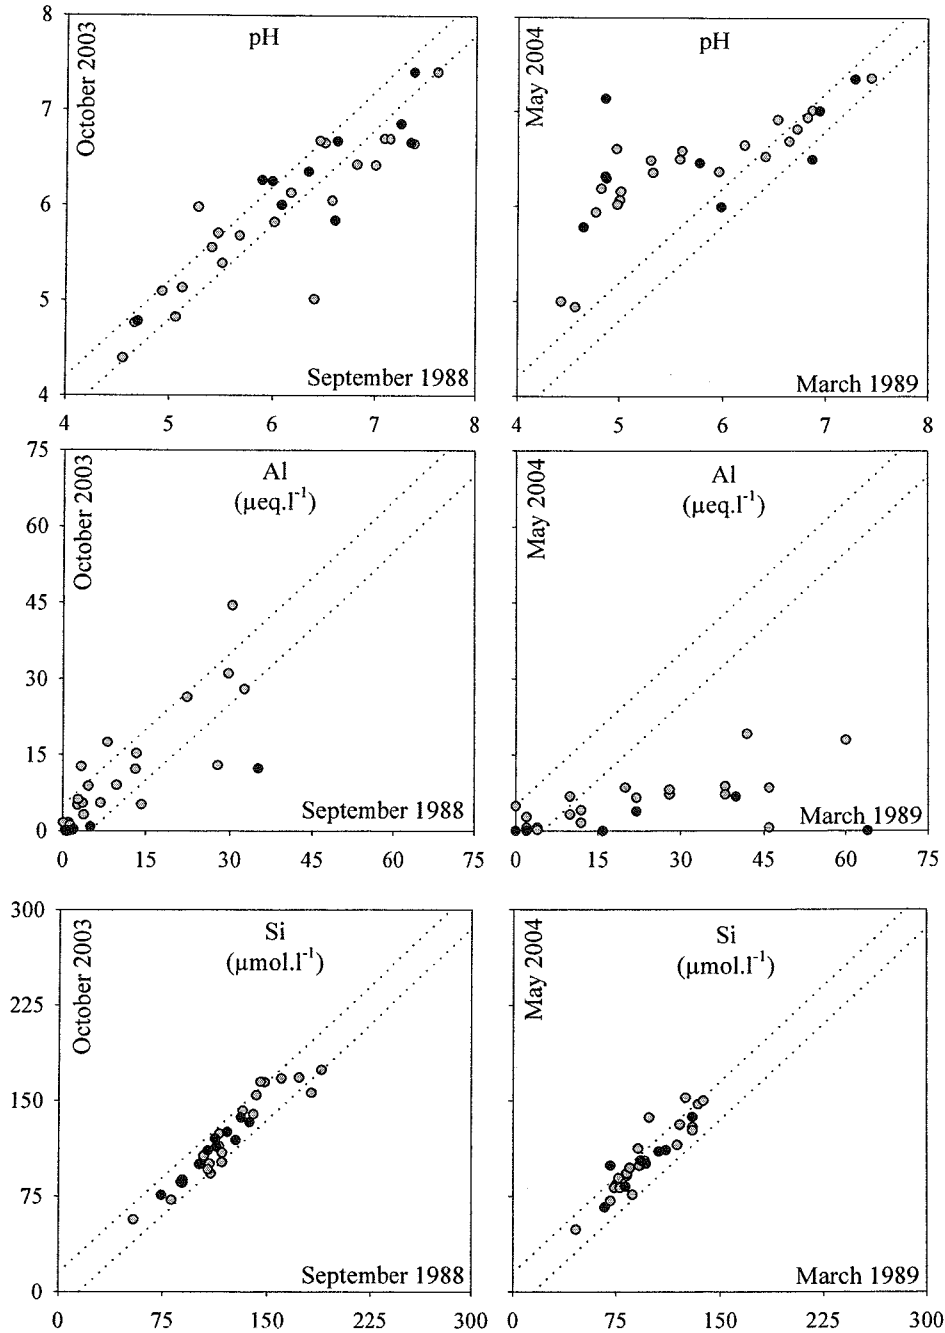 8
7
6
5
4
October 2003
pH
September 1988
4 5 6 7 8
May 2004
pH
March 1989
4 5 6 7 8
75
60
45
30
15
0
October 2003
Al
(µeq.l⁻¹)
September 1988
0 15 30 45 60 75
May 2004
Al
(µeq.l⁻¹)
March 1989
0 15 30 45 60 75
300
225
150
75
0
October 2003
Si
(µmol.l⁻¹)
September 1988
0 75 150 225 300
May 2004
Si
(µmol.l⁻¹)
March 1989
0 75 150 225 300